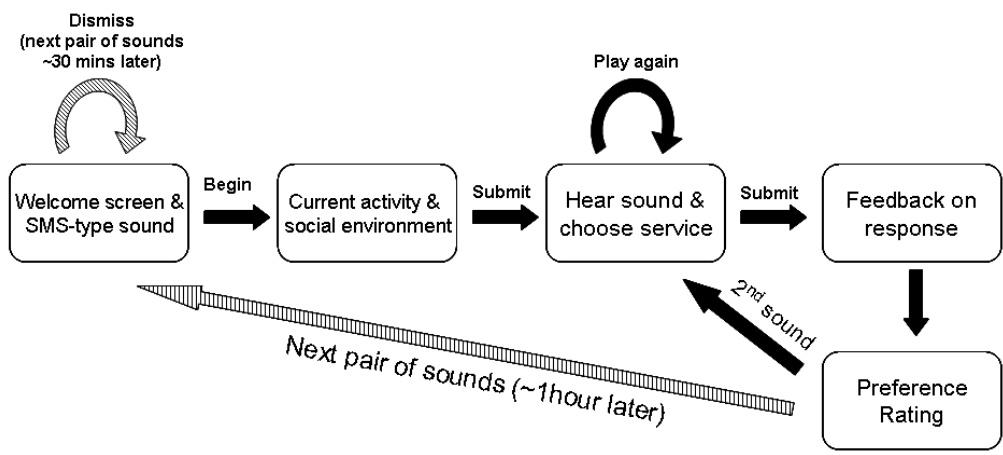 Dismiss
(next pair of sounds
~30 mins later)
Play again
Welcome screen &
SMS-type sound
Begin
Current activity &
social environment
Submit
Hear sound &
choose service
Submit
Feedback on
response
2nd sound
Next pair of sounds (~1hour later)
Preference
Rating